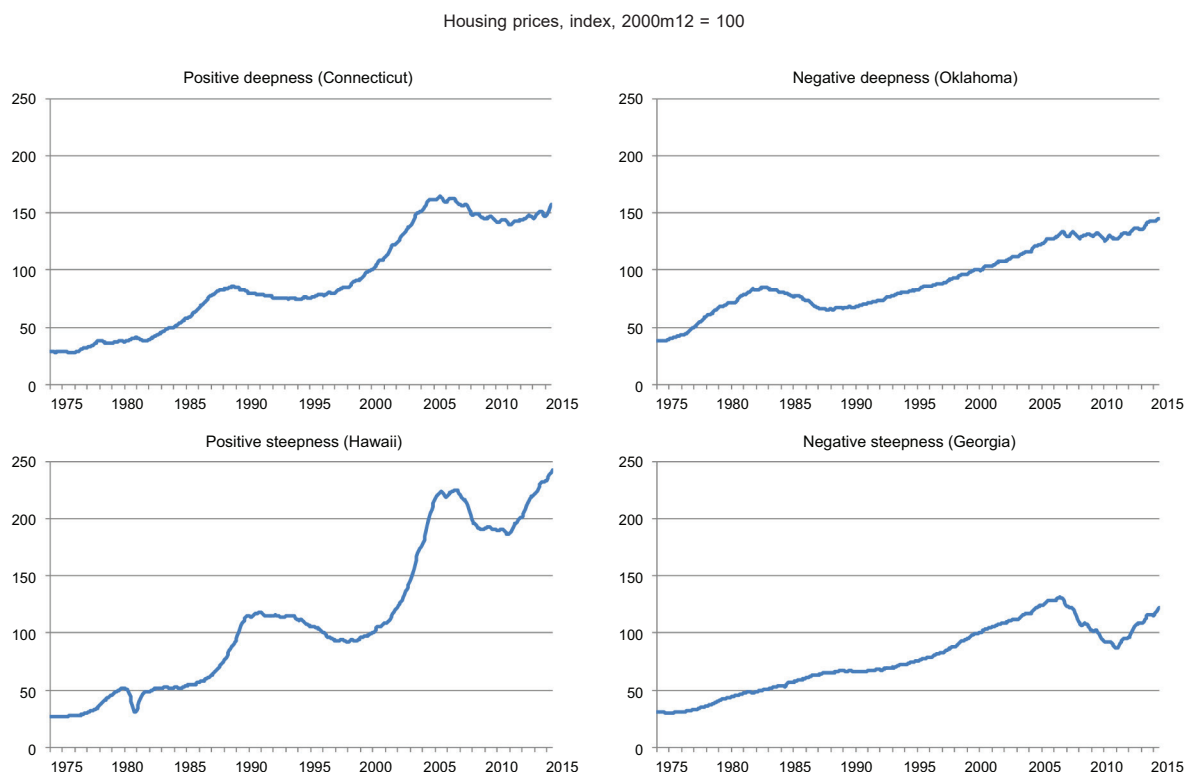 Housing prices, index, 2000m12 = 100
Positive deepness (Connecticut)
250
200
150
100
50
0
1975 1980 1985 1990 1995 2000 2005 2010 2015
Negative deepness (Oklahoma)
250
200
150
100
50
0
1975 1980 1985 1990 1995 2000 2005 2010 2015
Positive steepness (Hawaii)
250
200
150
100
50
0
1975 1980 1985 1990 1995 2000 2005 2010 2015
Negative steepness (Georgia)
250
200
150
100
50
0
1975 1980 1985 1990 1995 2000 2005 2010 2015